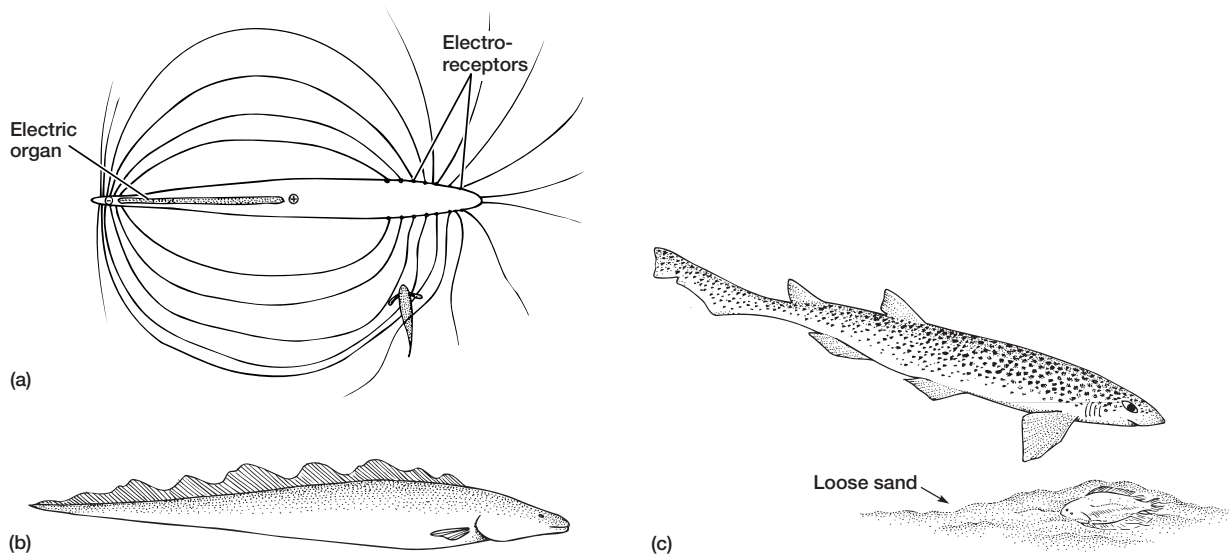 Electro-
receptors
Electric
organ
(a)
(b)
Loose sand
(c)